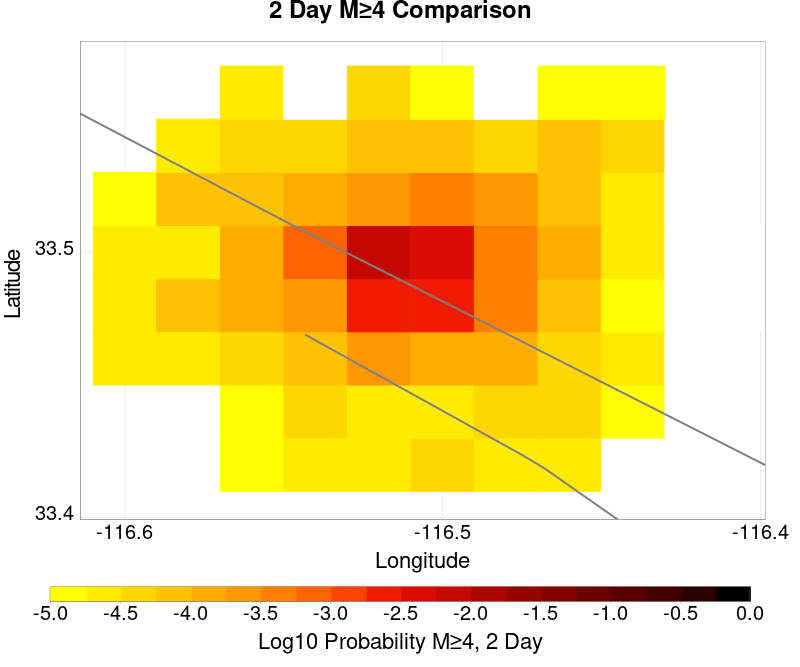 2 Day M≥4 Comparison
Latitude
33.5
33.4
-116.6 -116.5 -116.4
Longitude
-5.0 -4.5 -4.0 -3.5 -3.0 -2.5 -2.0 -1.5 -1.0 -0.5 0.0
Log10 Probability M≥4, 2 Day